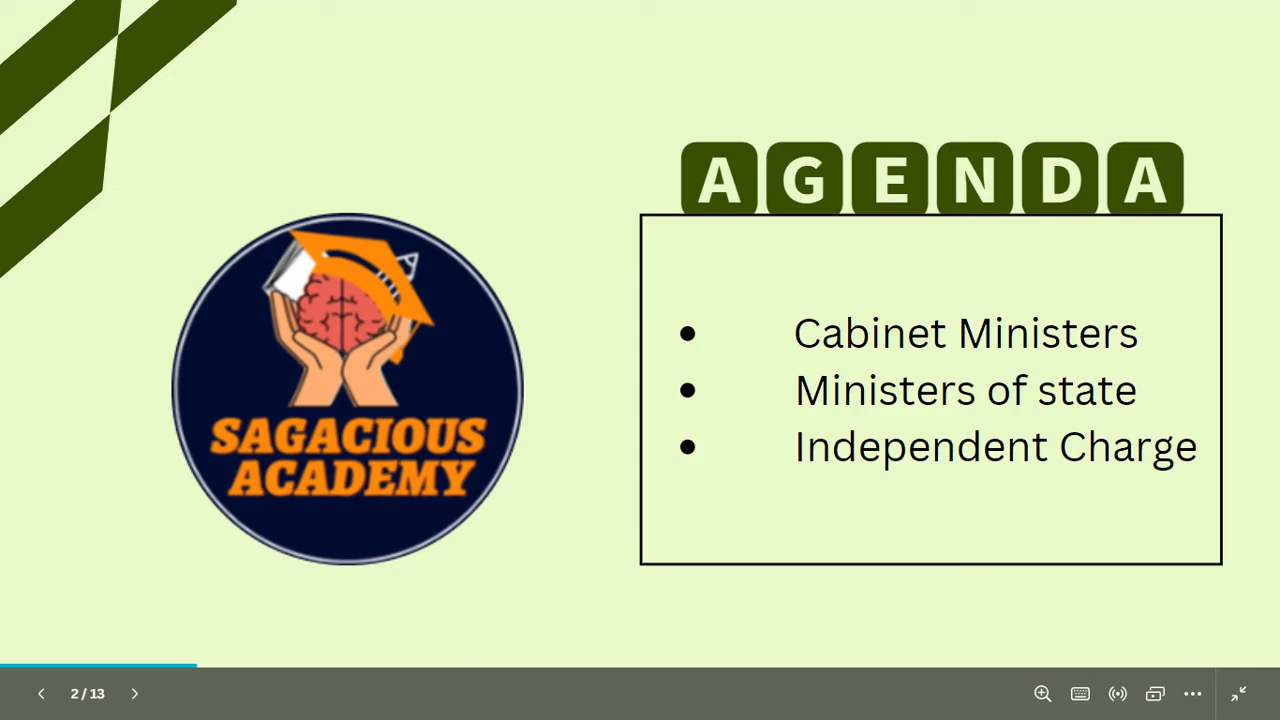 AGENDA
SAGACIOUS
ACADEMY
• Cabinet Ministers
• Ministers of state
• Independent Charge
2 / 13